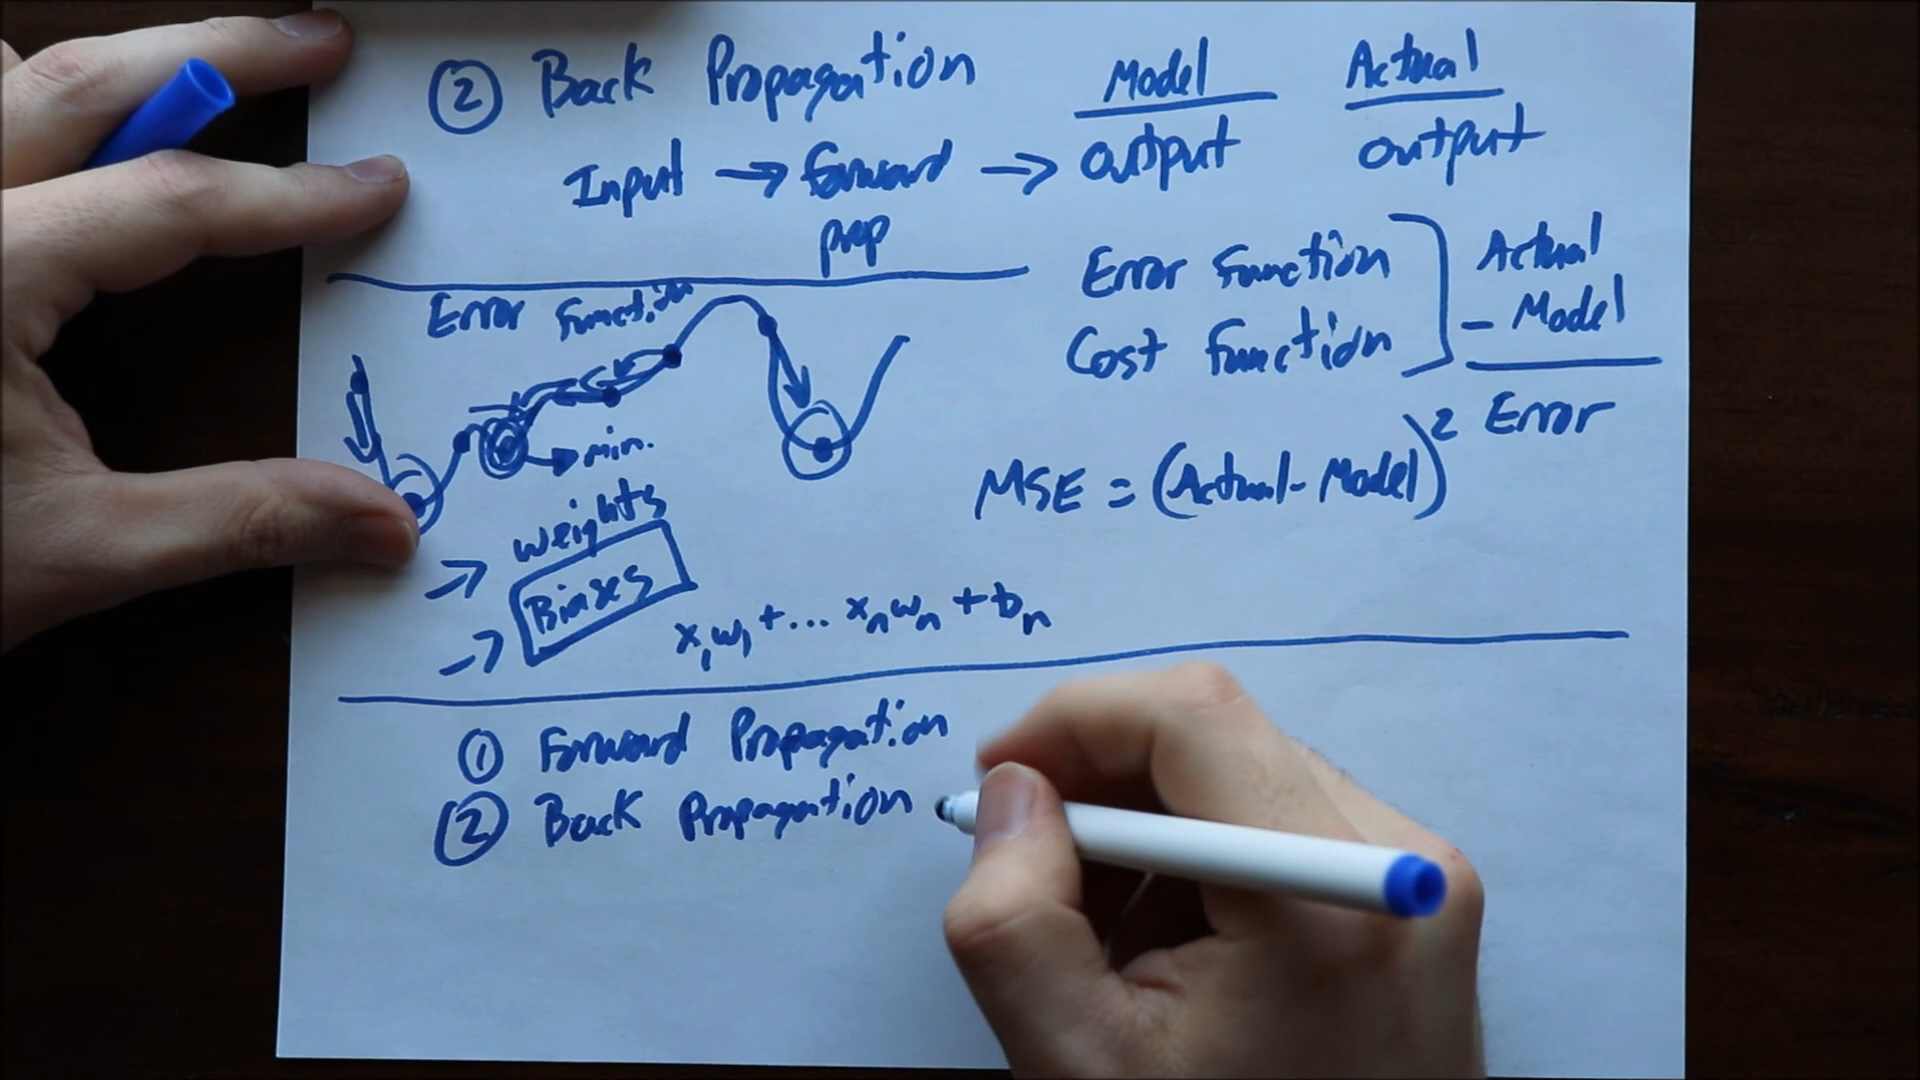 ② Back Propagation
Input → Forward prop → Model output
Actual output
Error Function
Cost Function
Actual
- Model
Error
MSE = (Actual - Model)²
Error Function
→ min.
→ weights
→ Biases
x₁w₁ + ... xₙwₙ + bₙ
① Forward Propagation
② Back Propagation